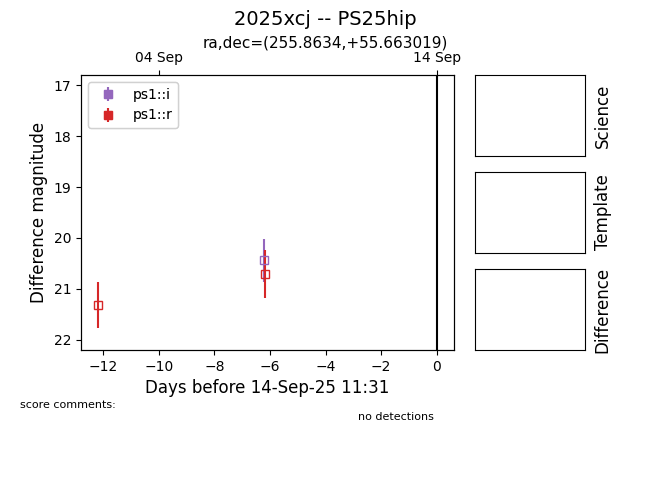 2025xcj -- PS25hip
ra,dec=(255.8634,+55.663019)
04 Sep
14 Sep
ps1::i
ps1::r
17
18
19
20
21
22
Difference magnitude
−12
−10
−8
−6
−4
−2
0
Days before 14-Sep-25 11:31
Science
Template
Difference
score comments:
no detections